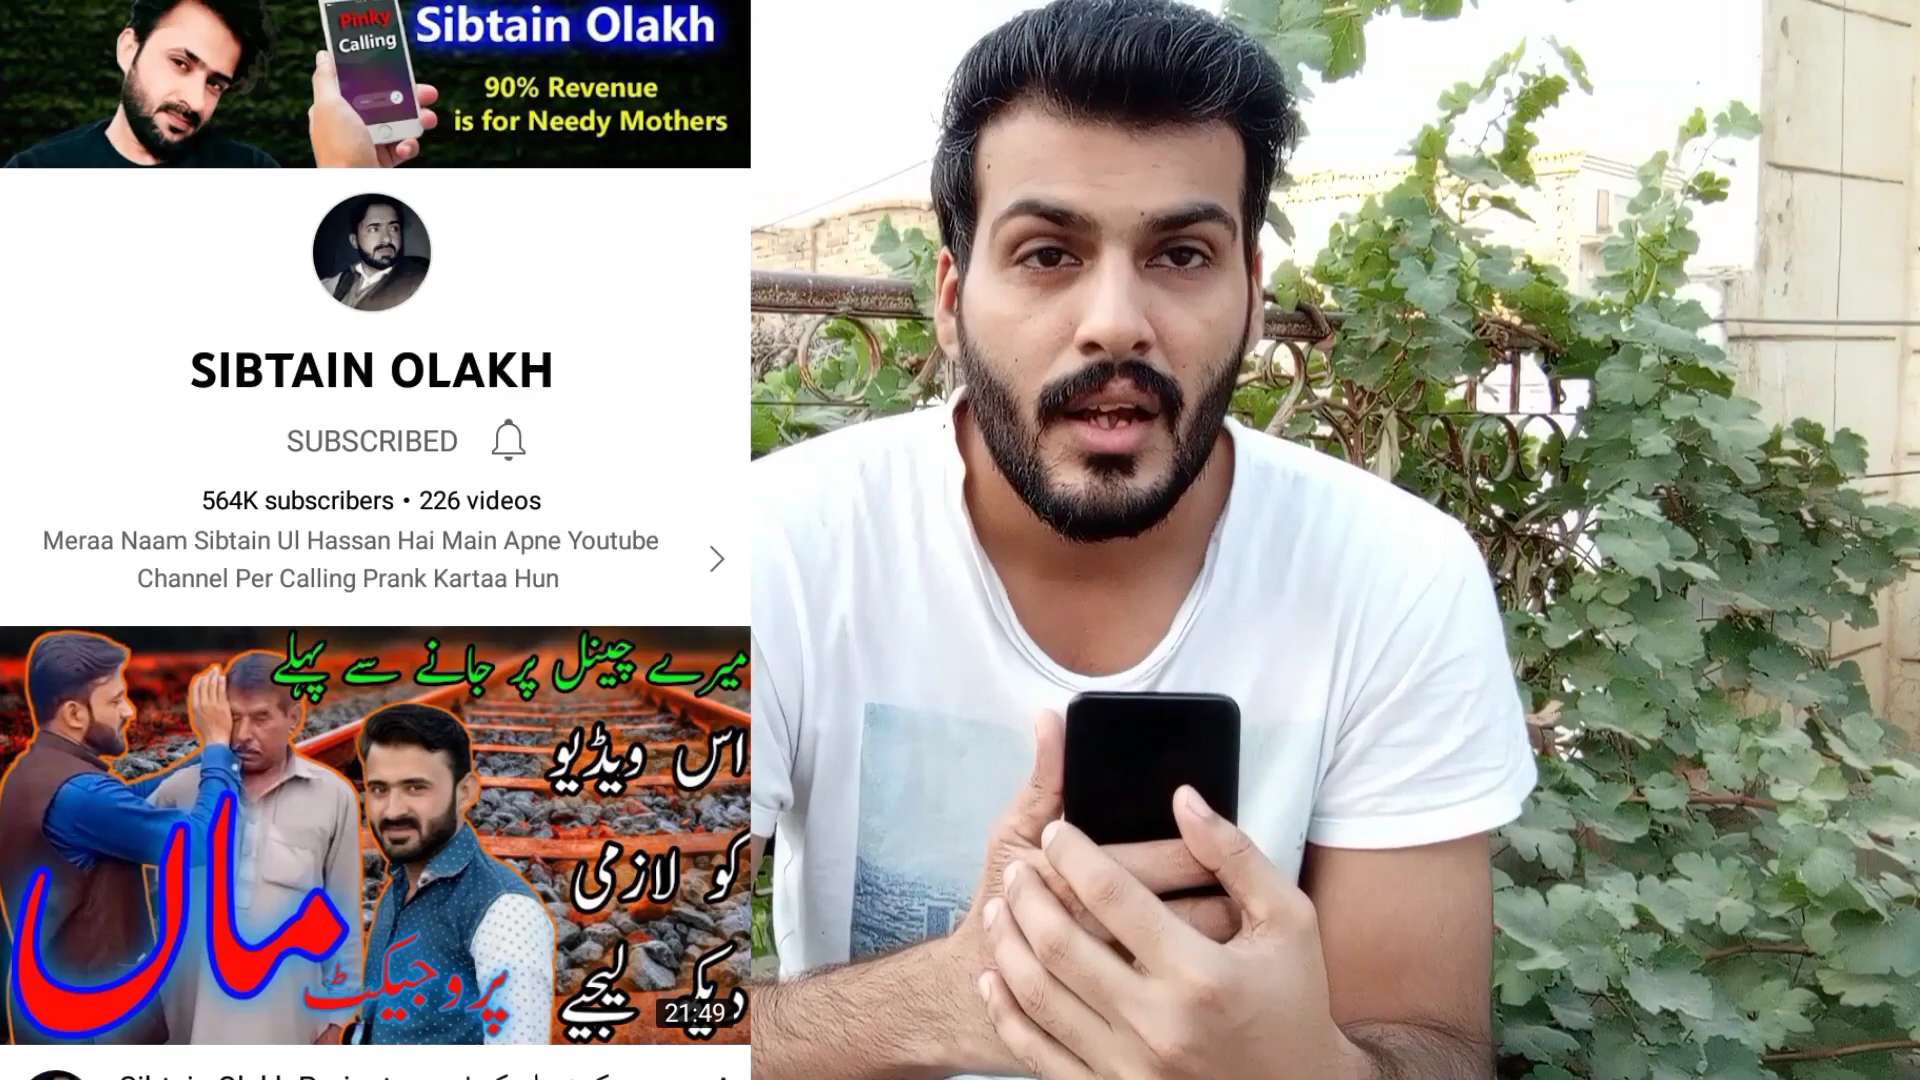 Pinky
Calling
Sibtain Olakh
90% Revenue
is for Needy Mothers
SIBTAIN OLAKH
SUBSCRIBED
564K subscribers • 226 videos
Meraa Naam Sibtain Ul Hassan Hai Main Apne Youtube
Channel Per Calling Prank Kartaa Hun
میرے چینل پر جانے سے پہلے
اس ویڈیو
کو لازمی
دیکھ لیجیے
ماں
پروجیکٹ
21:49